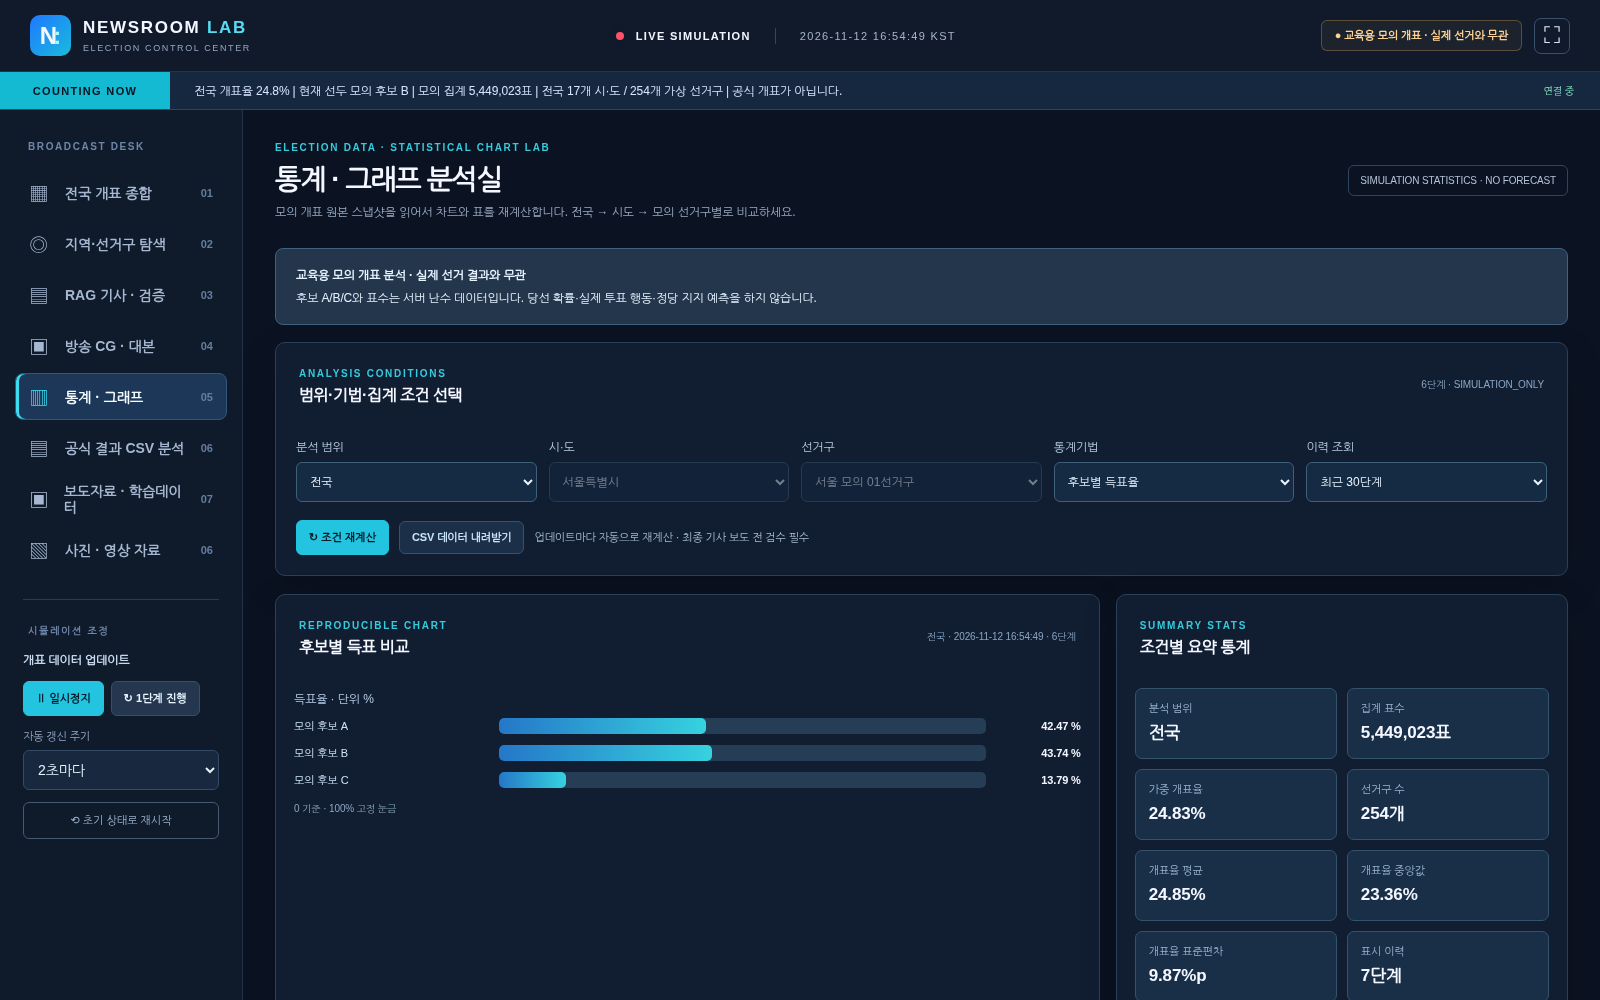 NEWSROOM LAB
ELECTION CONTROL CENTER
LIVE SIMULATION
2026-11-12 16:54:49 KST
● 교육용 모의 개표 · 실제 선거와 무관
COUNTING NOW
전국 개표율 24.8% | 현재 선두 모의 후보 B | 모의 집계 5,449,023표 | 전국 17개 시·도 / 254개 가상 선거구 | 공식 개표가 아닙니다.
연결 중
BROADCAST DESK
전국 개표 종합 01
지역·선거구 탐색 02
RAG 기사 · 검증 03
방송 CG · 대본 04
통계 · 그래프 05
공식 결과 CSV 분석 06
보도자료 · 학습데이
터 07
사진 · 영상 자료 06
시뮬레이션 조정
개표 데이터 업데이트
Ⅱ 일시정지
↻ 1단계 진행
자동 갱신 주기
2초마다
⟲ 초기 상태로 재시작
ELECTION DATA · STATISTICAL CHART LAB
통계 · 그래프 분석실
모의 개표 원본 스냅샷을 읽어서 차트와 표를 재계산합니다. 전국 → 시도 → 모의 선거구별로 비교하세요.
SIMULATION STATISTICS · NO FORECAST
교육용 모의 개표 분석 · 실제 선거 결과와 무관
후보 A/B/C와 표수는 서버 난수 데이터입니다. 당선 확률·실제 투표 행동·정당 지지 예측을 하지 않습니다.
ANALYSIS CONDITIONS
범위·기법·집계 조건 선택
6단계 · SIMULATION_ONLY
분석 범위
전국
시·도
서울특별시
선거구
서울 모의 01선거구
통계기법
후보별 득표율
이력 조회
최근 30단계
↻ 조건 재계산
CSV 데이터 내려받기
업데이트마다 자동으로 재계산 · 최종 기사 보도 전 검수 필수
REPRODUCIBLE CHART
후보별 득표 비교
전국 · 2026-11-12 16:54:49 · 6단계
득표율 · 단위 %
모의 후보 A 42.47 %
모의 후보 B 43.74 %
모의 후보 C 13.79 %
0 기준 · 100% 고정 눈금
SUMMARY STATS
조건별 요약 통계
분석 범위
전국
집계 표수
5,449,023표
가중 개표율
24.83%
선거구 수
254개
개표율 평균
24.85%
개표율 중앙값
23.36%
개표율 표준편차
9.87%p
표시 이력
7단계